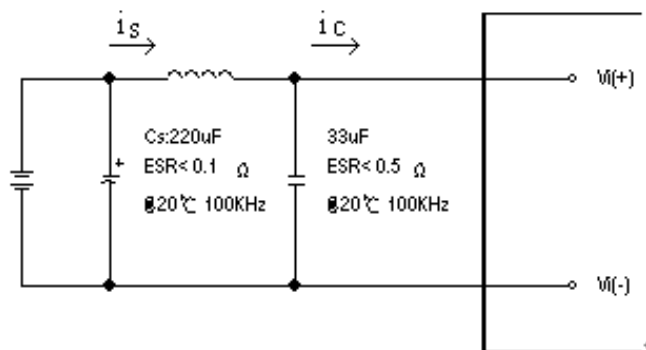 is
ic
Vi(+)
Cs:220uF
ESR< 0.1 Ω
@20℃ 100KHz
33uF
ESR< 0.5 Ω
@20℃ 100KHz
+
Vi(-)